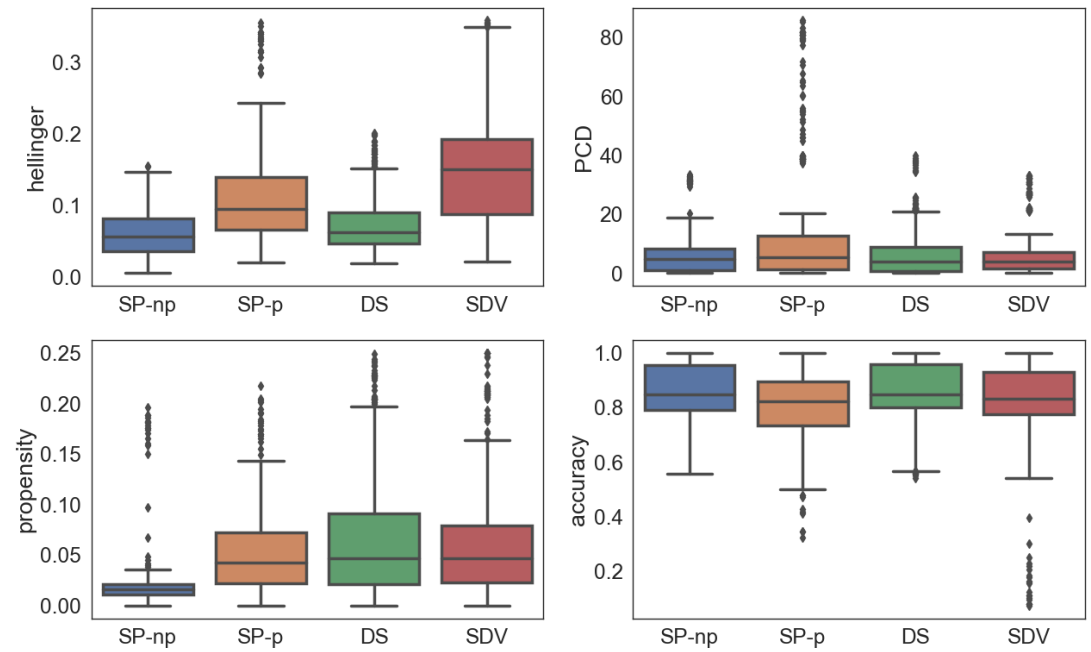 hellinger
0.3
0.2
0.1
0.0
SP-np SP-p DS SDV
PCD
80
60
40
20
0
SP-np SP-p DS SDV
propensity
0.25
0.20
0.15
0.10
0.05
0.00
SP-np SP-p DS SDV
accuracy
1.0
0.8
0.6
0.4
0.2
SP-np SP-p DS SDV